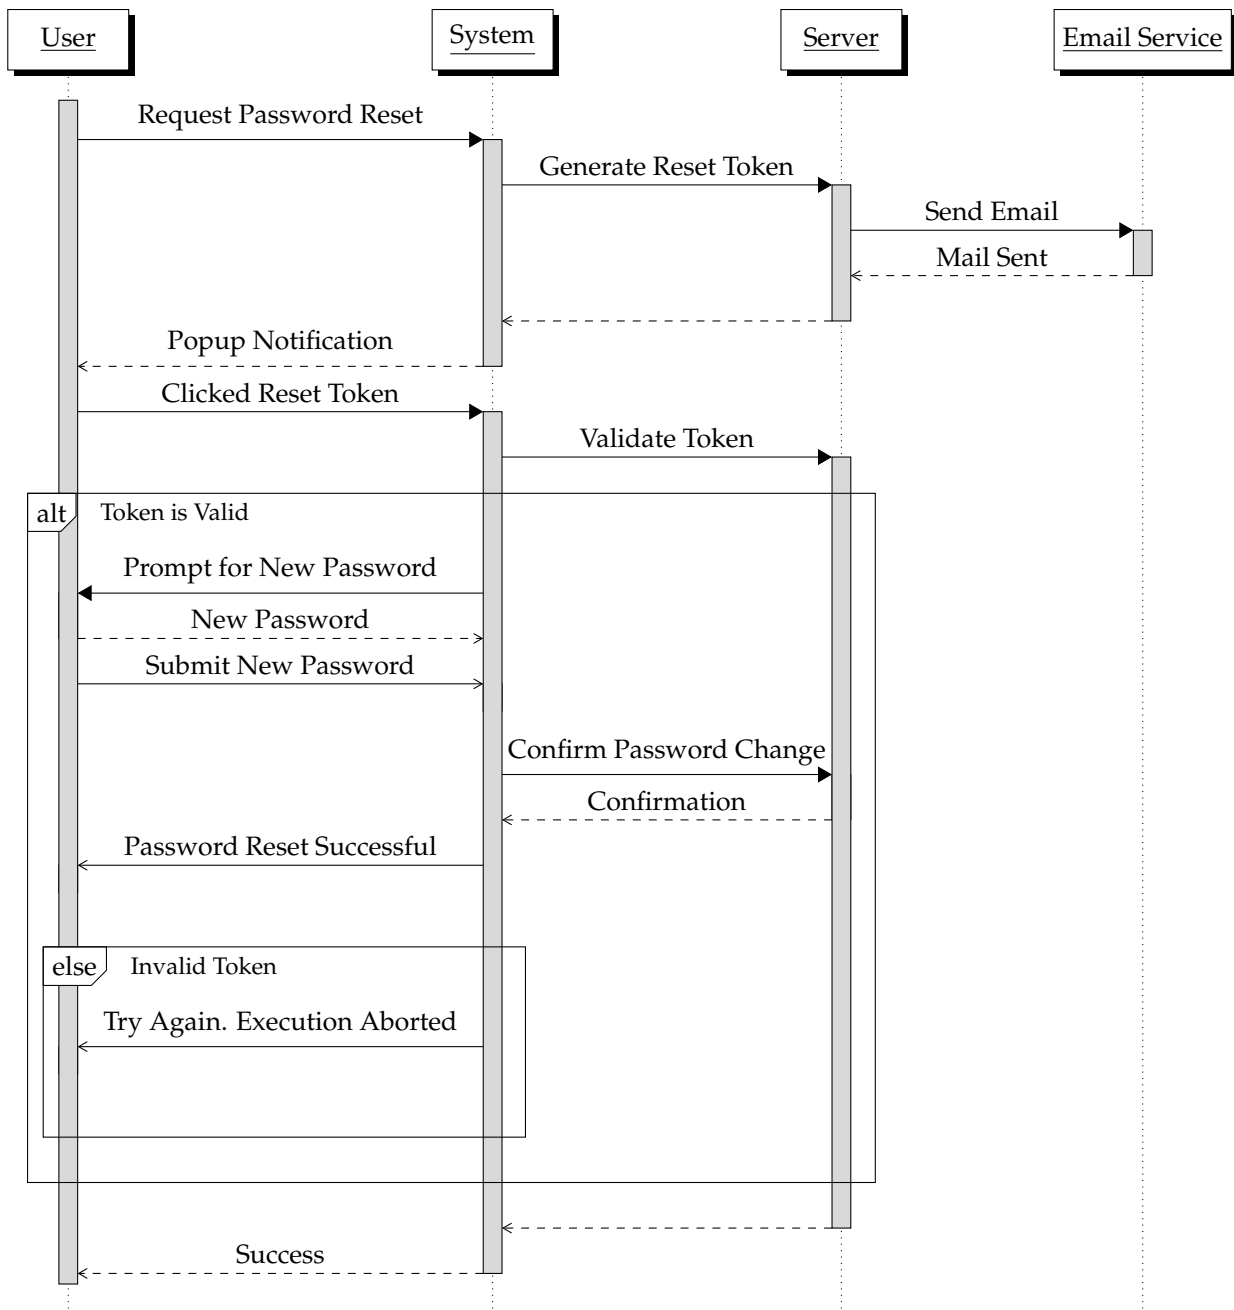 User
System
Server
Email Service
Request Password Reset
Generate Reset Token
Send Email
Mail Sent
Popup Notification
Clicked Reset Token
Validate Token
alt
Token is Valid
Prompt for New Password
New Password
Submit New Password
Confirm Password Change
Confirmation
Password Reset Successful
else
Invalid Token
Try Again. Execution Aborted
Success